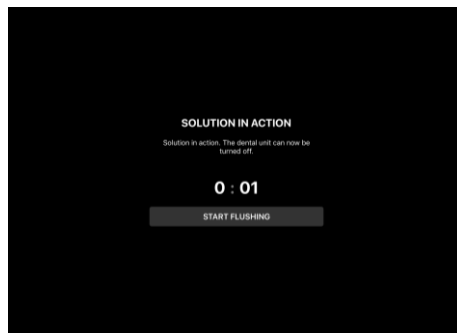 SOLUTION IN ACTION
Solution in action. The dental unit can now be
turned off.
0 : 01
START FLUSHING